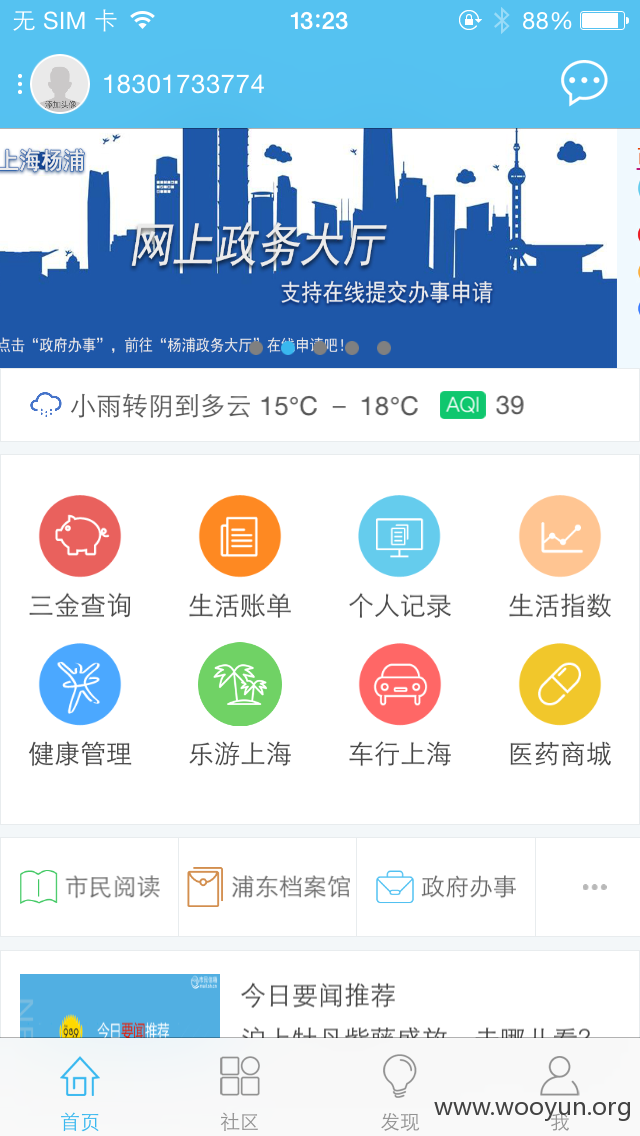 无 SIM 卡 13:23 88%
添加头像
18301733774
上海杨浦
网上政务大厅
支持在线提交办事申请
点击“政府办事”，前往“杨浦政务大厅”在线申请吧！
小雨转阴到多云 15°C – 18°C AQI 39
三金查询 生活账单 个人记录 生活指数
健康管理 乐游上海 车行上海 医药商城
市民阅读 浦东档案馆 政府办事
今日要闻推荐
今日要闻推荐
沪上牡丹紫藤盛放，去哪儿看?
首页 社区 发现 我
www.wooyun.org